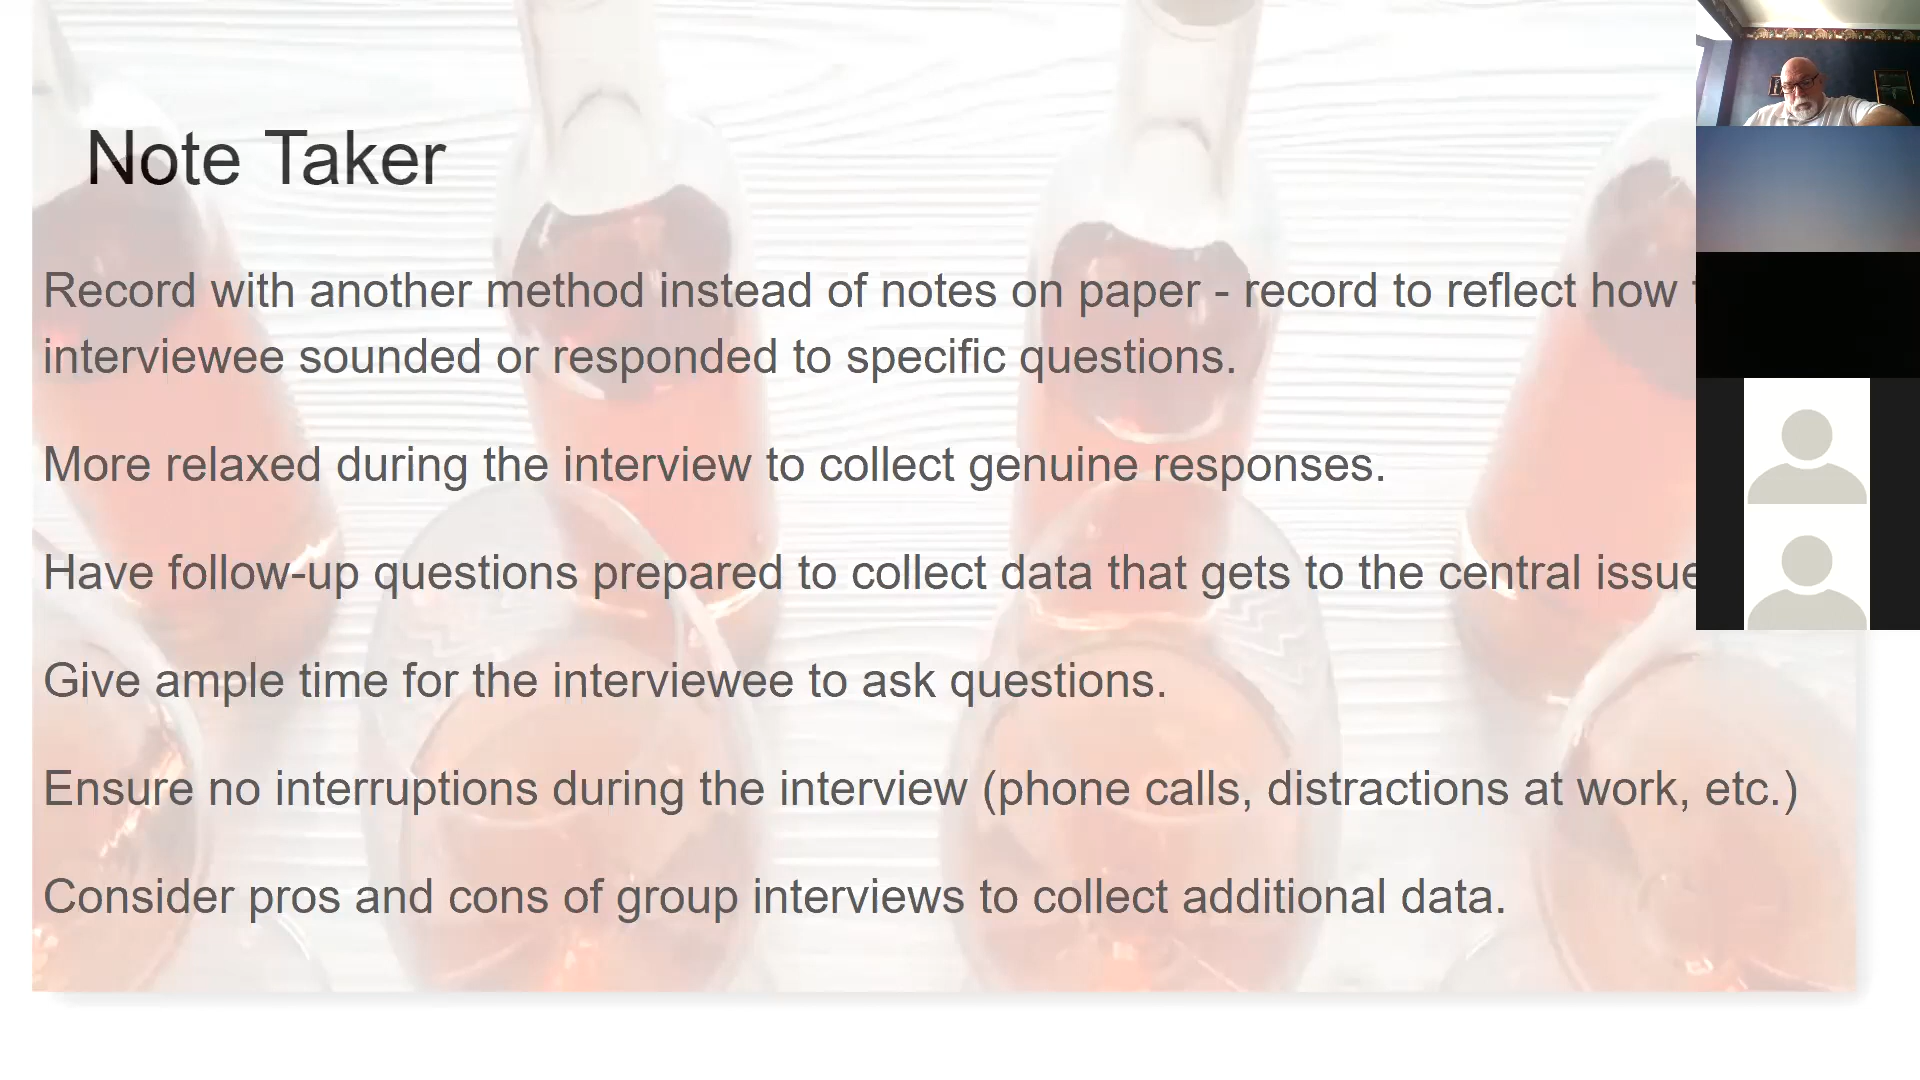 Note Taker
Record with another method instead of notes on paper - record to reflect how
interviewee sounded or responded to specific questions.
More relaxed during the interview to collect genuine responses.
Have follow-up questions prepared to collect data that gets to the central issue
Give ample time for the interviewee to ask questions.
Ensure no interruptions during the interview (phone calls, distractions at work, etc.)
Consider pros and cons of group interviews to collect additional data.